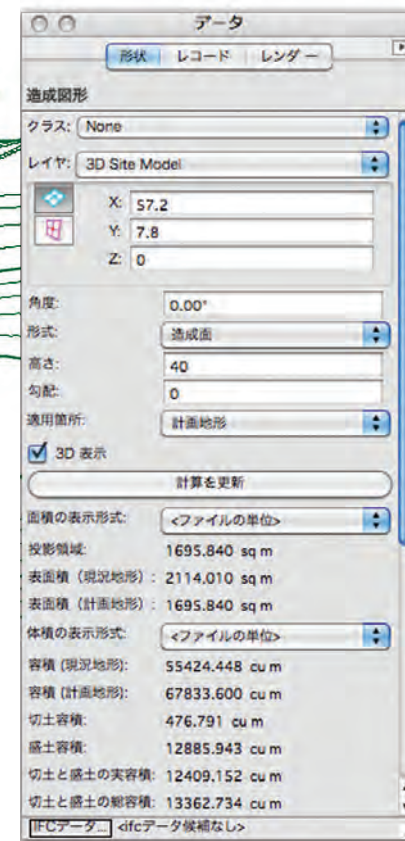 データ
形状 レコード レンダー
造成図形
クラス: None
レイヤ: 3D Site Model
X: 57.2
Y: 7.8
Z: 0
角度: 0.00°
形式: 造成面
高さ: 40
勾配: 0
適用箇所: 計画地形
3D 表示
計算を更新
面積の表示形式: <ファイルの単位>
投影領域: 1695.840 sq m
表面積（現況地形）: 2114.010 sq m
表面積（計画地形）: 1695.840 sq m
体積の表示形式: <ファイルの単位>
容積 (現況地形): 55424.448 cu m
容積 (計画地形): 67833.600 cu m
切土容積: 476.791 cu m
盛土容積: 12885.943 cu m
切土と盛土の実容積: 12409.152 cu m
切土と盛土の総容積: 13362.734 cu m
IFCデータ... <ifcデータ候補なし>